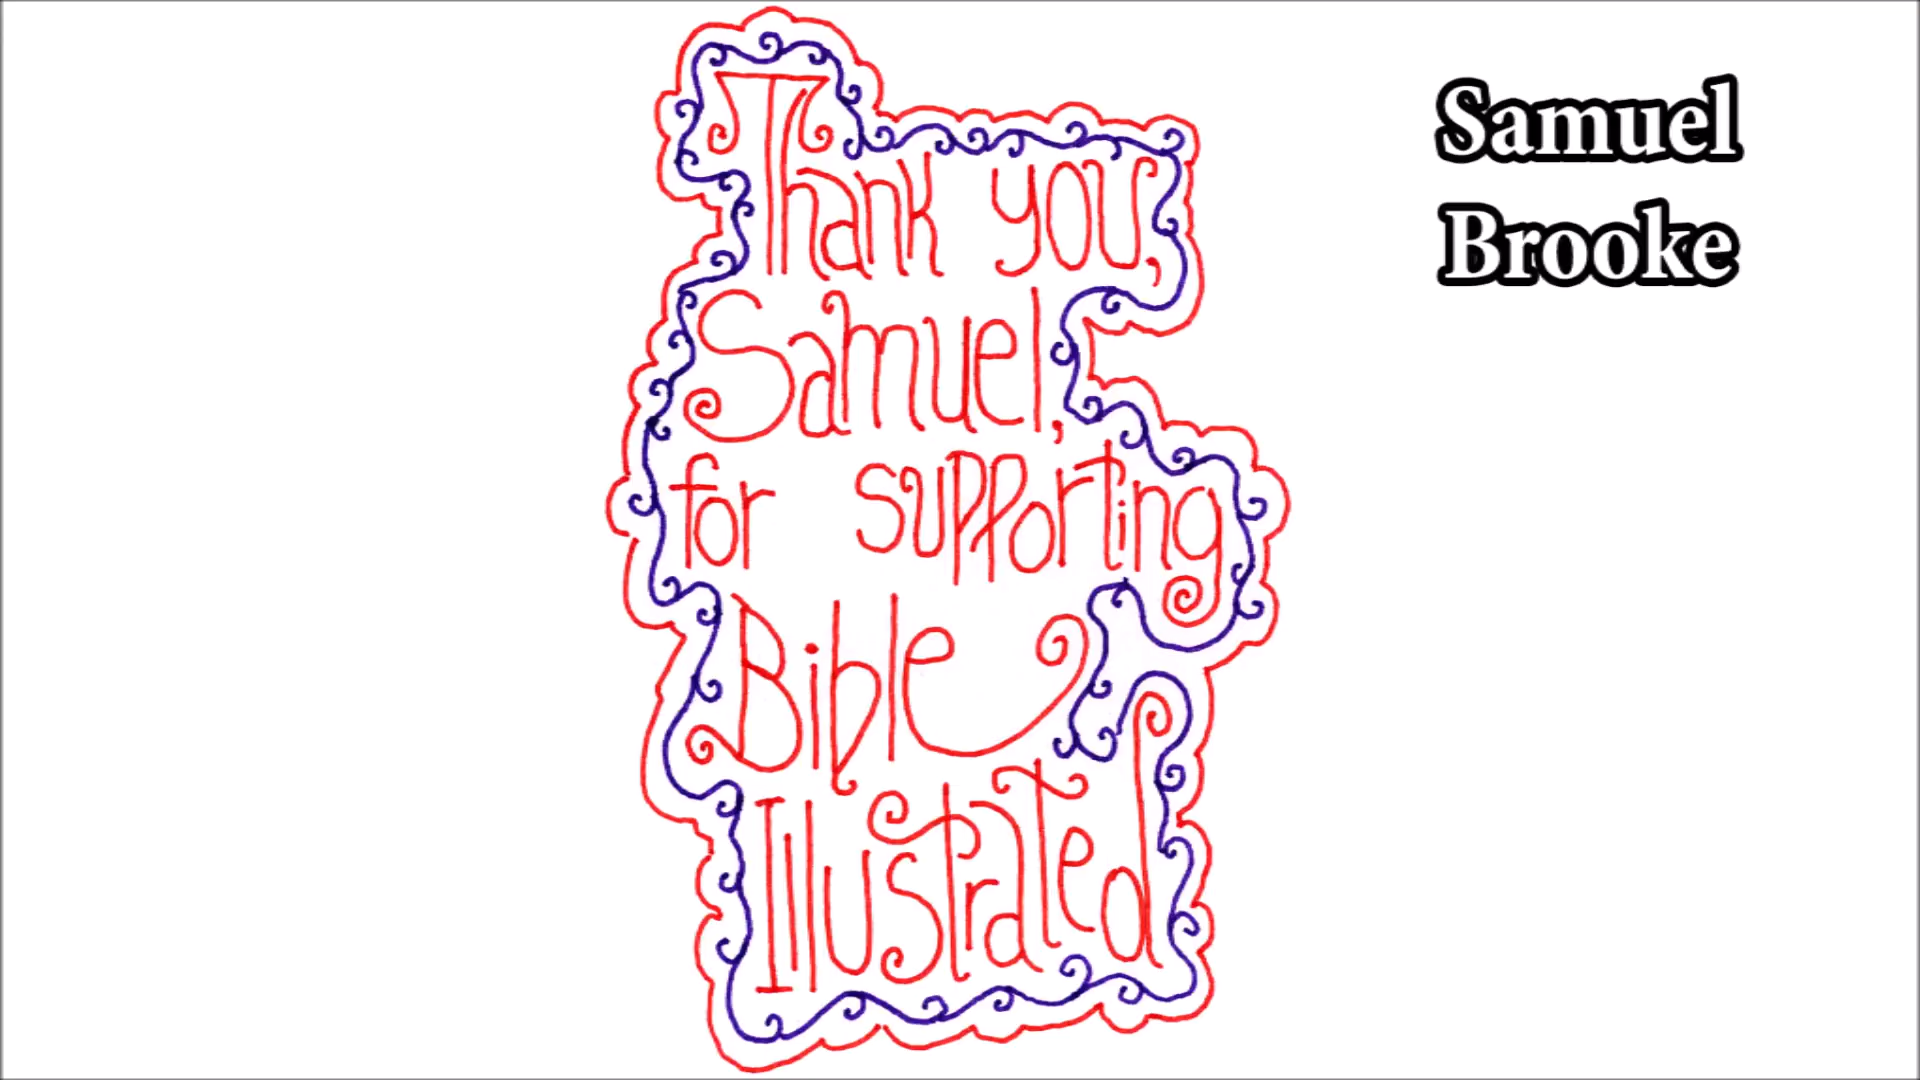 Thank you,
Samuel,
for supporting
Bible
Illustrated
Samuel
Brooke